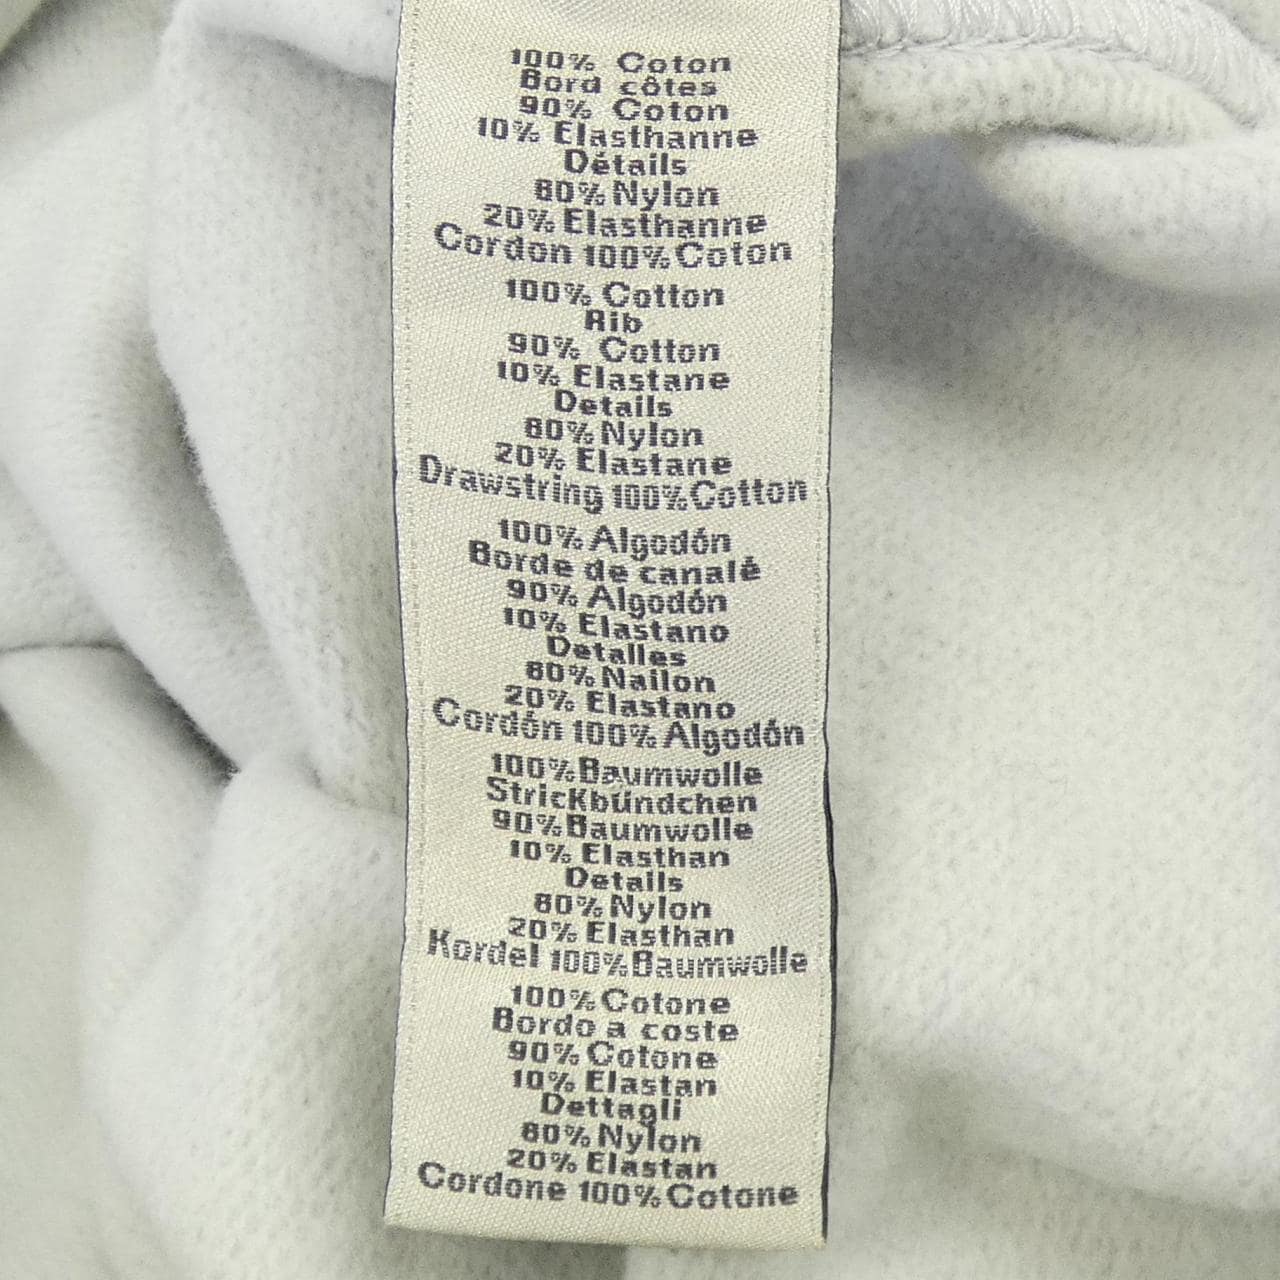 100% Coton
Bord côtes
90% Coton
10% Elasthanne
Détails
80% Nylon
20% Elasthanne
Cordon 100% Coton
100% Cotton
Rib
90% Cotton
10% Elastane
Details
80% Nylon
20% Elastane
Drawstring 100% Cotton
100% Algodón
Borde de canalé
90% Algodón
10% Elastano
Detalles
80% Nailon
20% Elastano
Cordón 100% Algodón
100% Baumwolle
Strickbündchen
90% Baumwolle
10% Elasthan
Details
80% Nylon
20% Elasthan
Kordel 100% Baumwolle
100% Cotone
Bordo a coste
90% Cotone
10% Elastan
Dettagli
80% Nylon
20% Elastan
Cordone 100% Cotone